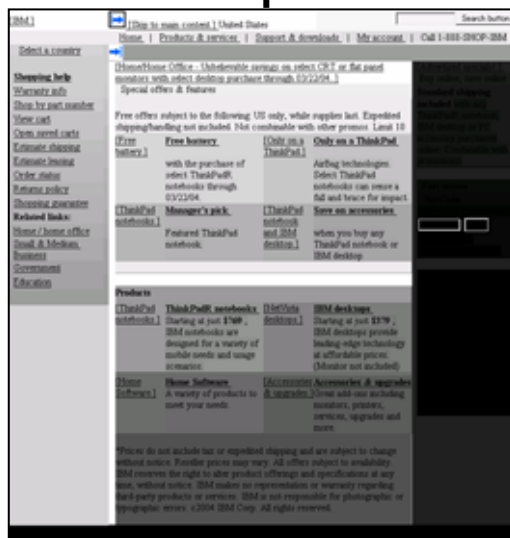 [IBM]
[Skip to main content.] United States
Search button
Home | Products & services | Support & downloads | My account | Call 1-888-SHOP-IBM
Select a country
Shopping help
Warranty info
Shop by part number
View cart
Open saved carts
Estimate shipping
Estimate leasing
Order status
Returns policy
Shopping guarantee
Related links:
Home / home office
Small & Medium
Business
Government
Education
[Home/Home Office - Unbelievable savings on select CRT or flat panel
monitors with select desktop purchase through 03/22/04.]
Special offers & features
Free offers subject to the following: US only, while supplies last. Expedited
shipping/handling not included. Not combinable with other promos. Limit 10
[Free
battery.]
Free battery
with the purchase of
select ThinkPadR
notebooks through
03/22/04.
[Only on a
ThinkPad.]
Only on a ThinkPad
AirBag technologies:
Select ThinkPad
notebooks can sense a
fall and brace for impact
[ThinkPad
notebooks.]
Manager's pick
Featured ThinkPad
notebook
[ThinkPad
notebook
and IBM
desktop.]
Save on accessories
when you buy any
ThinkPad notebook or
IBM desktop
Products
[ThinkPad
notebooks.]
ThinkPadR notebooks
Starting at just
IBM notebooks are
designed for a variety of
mobile needs and usage
scenarios.
[NetVista
desktops.]
IBM desktops
Starting at just
IBM desktops provide
leading-edge technology
at affordable prices.
(Monitor not included)
[Home
Software.]
Home Software
A variety of products to
meet your needs.
[Accessories
& upgrades.]
Accessories & upgrades
Great add-ons including
monitors, printers,
services, upgrades and
more.
*Prices do not include tax or expedited shipping and are subject to change
without notice. Reseller prices may vary. All offers subject to availability.
IBM reserves the right to alter product offerings and specifications at any
time, without notice. IBM makes no representation or warranty regarding
third-party products or services. IBM is not responsible for photographic or
typographic errors. c2004 IBM Corp. All rights reserved.